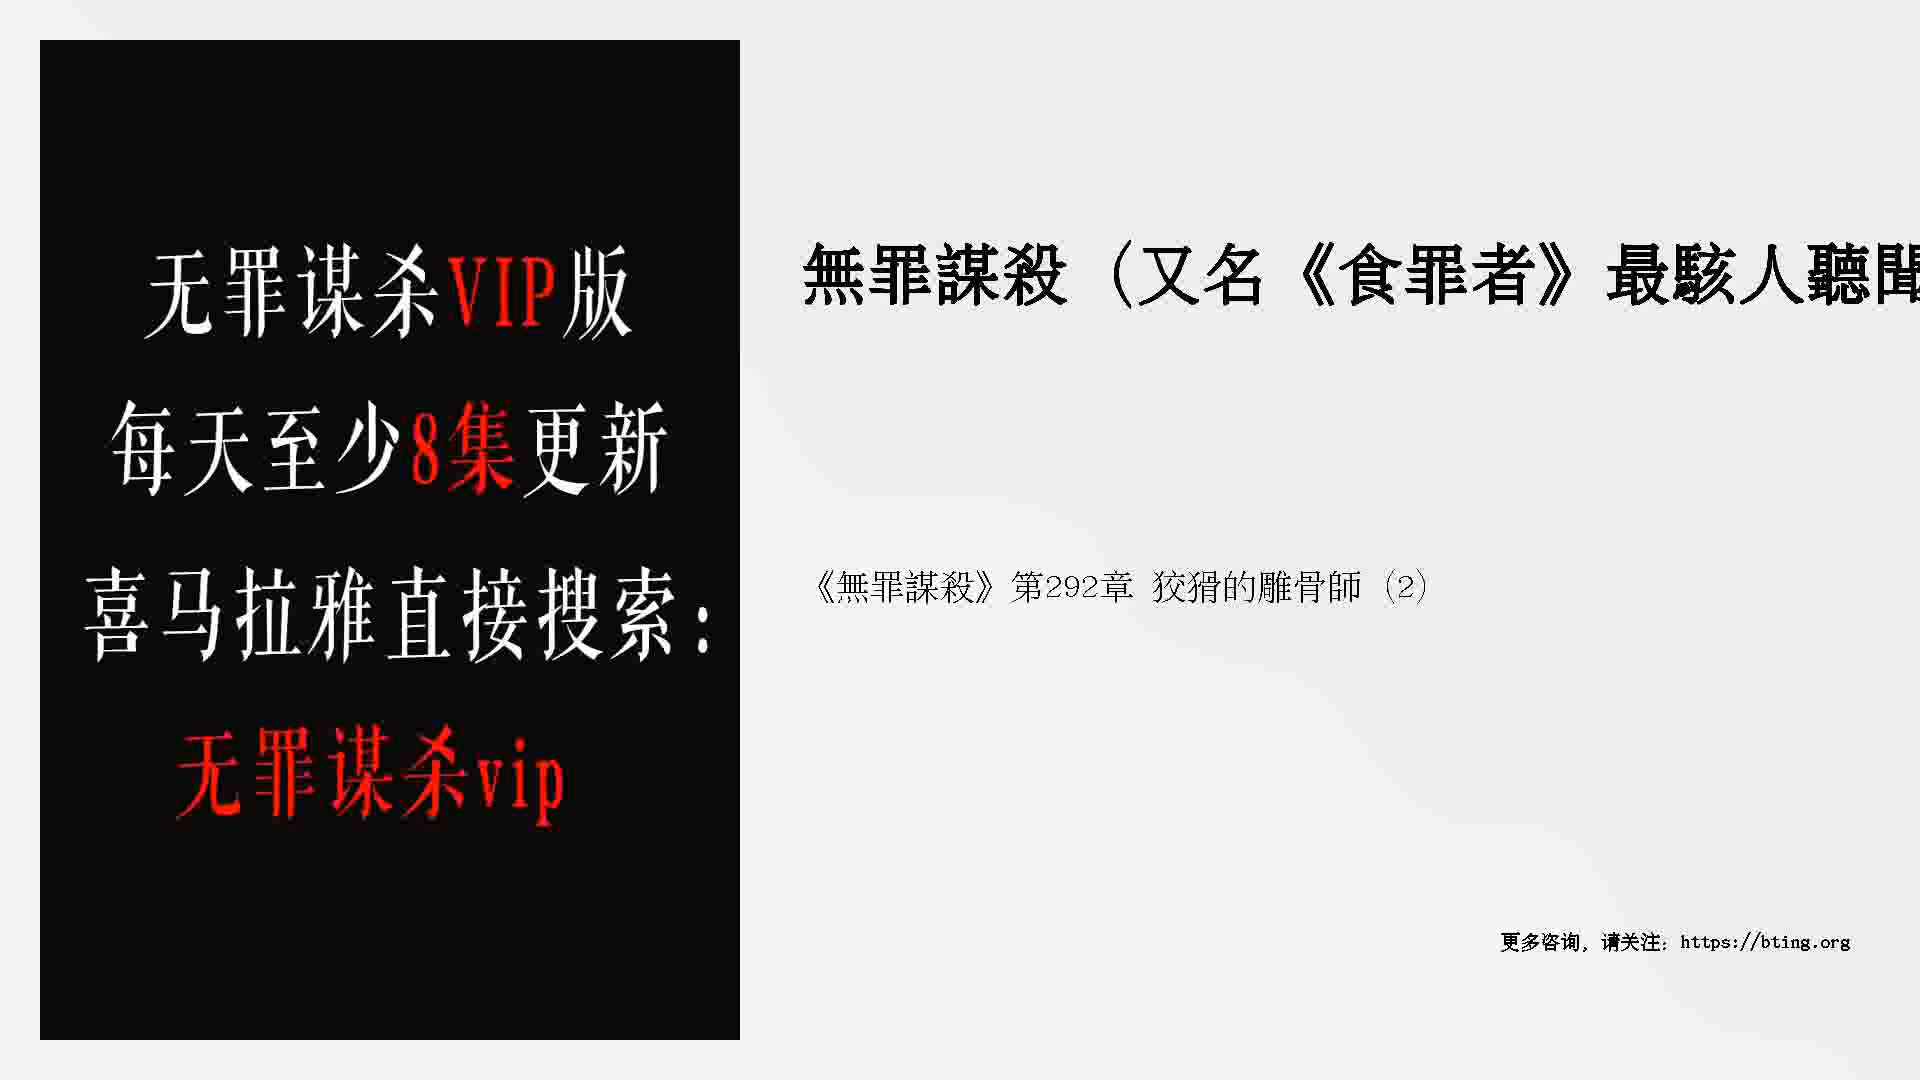 无罪谋杀VIP版
每天至少8集更新
喜马拉雅直接搜索：
无罪谋杀vip
無罪謀殺（又名《食罪者》最駭人聽聞
《無罪謀殺》第292章 狡猾的雕骨師（2）
更多咨询，请关注：https://bting.org